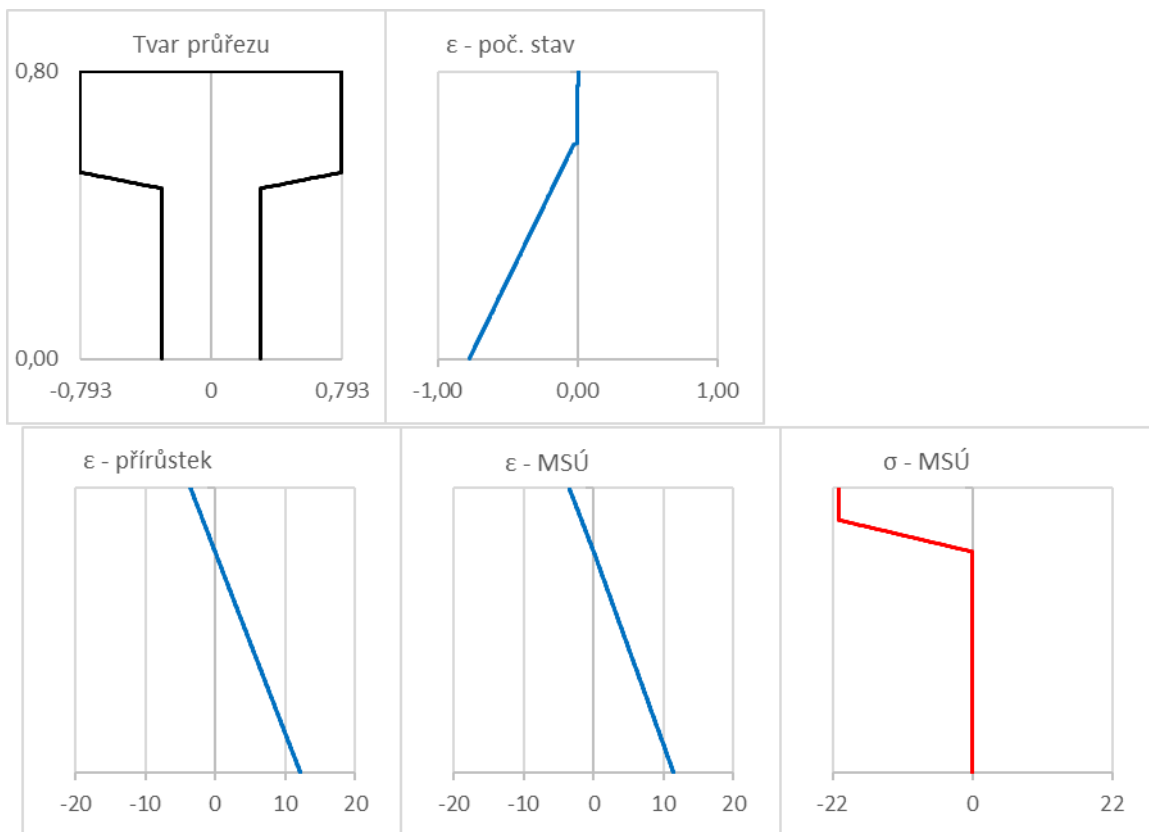 Tvar průřezu
0,80
0,00
-0,793 0 0,793
ε - poč. stav
-1,00 0,00 1,00
ε - přírůstek
-20 -10 0 10 20
ε - MSÚ
-20 -10 0 10 20
σ - MSÚ
-22 0 22